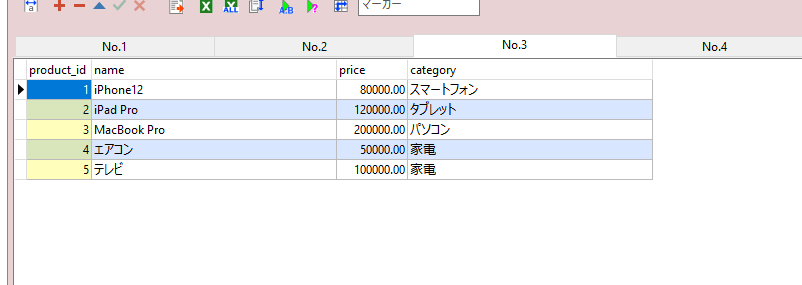 a ALL A:B ? マーカー
No.1 No.2 No.3 No.4
product_id name price category
1 iPhone12 80000.00 スマートフォン
2 iPad Pro 120000.00 タブレット
3 MacBook Pro 200000.00 パソコン
4 エアコン 50000.00 家電
5 テレビ 100000.00 家電